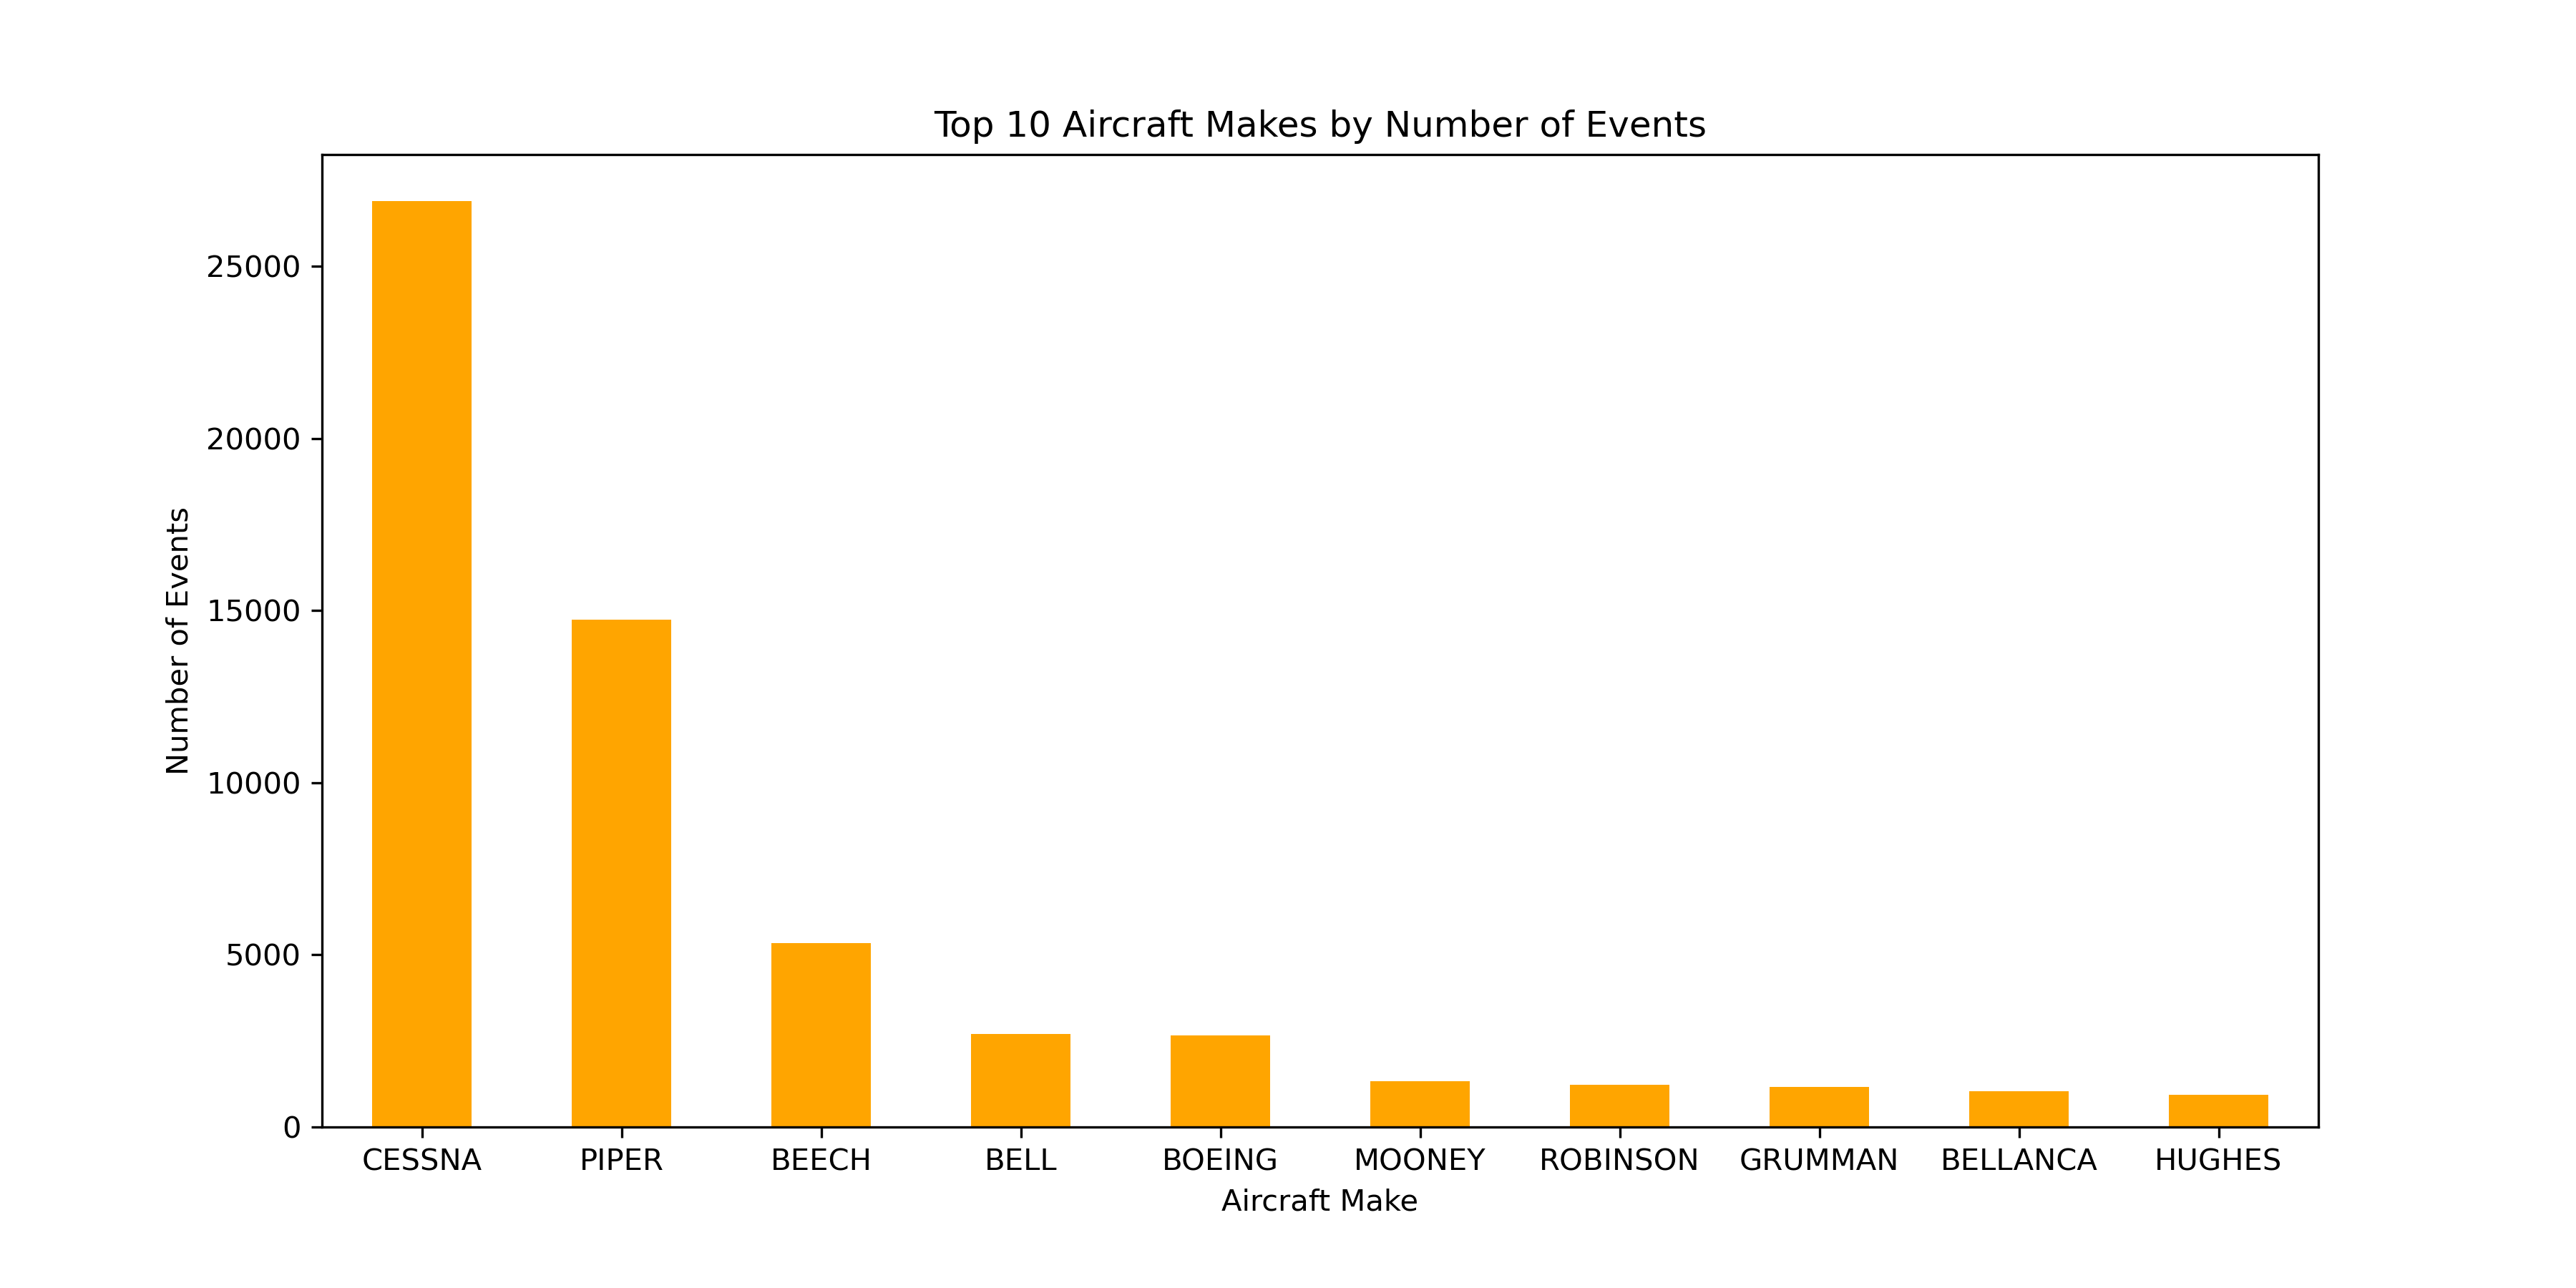 Top 10 Aircraft Makes by Number of Events
Number of Events
25000
20000
15000
10000
5000
0
CESSNA PIPER BEECH BELL BOEING MOONEY ROBINSON GRUMMAN BELLANCA HUGHES
Aircraft Make